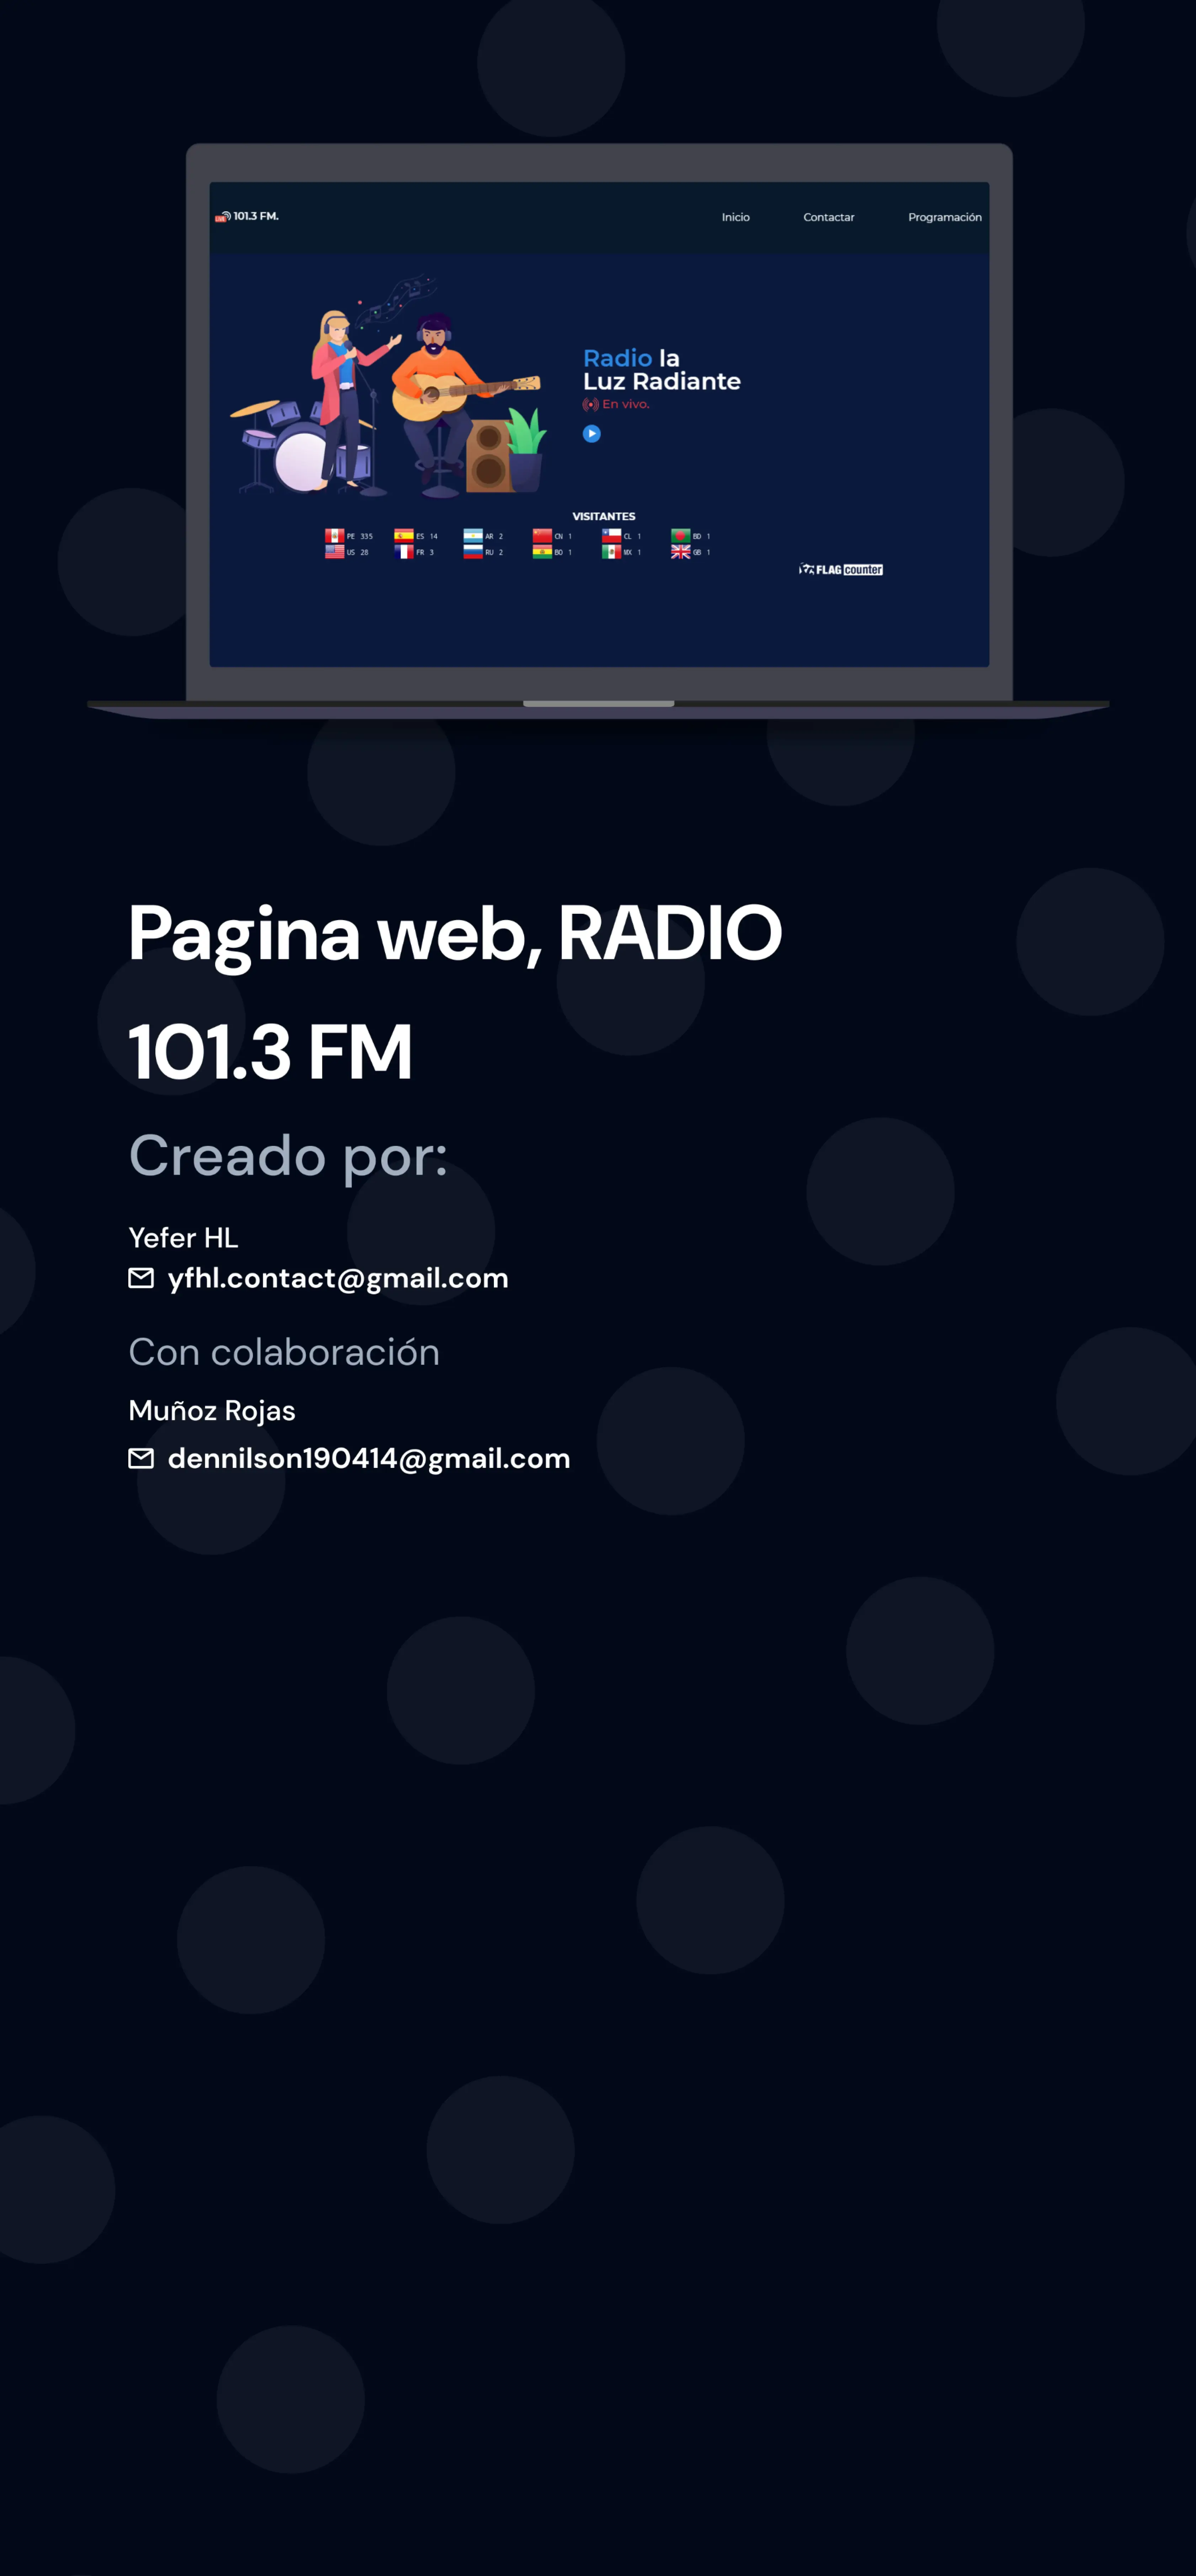 LIVE 101.3 FM.
Inicio Contactar Programación
Radio la
Luz Radiante
En vivo.
VISITANTES
PE 335 ES 14 AR 2 CN 1 CL 1 BD 1
US 28 FR 3 RU 2 BO 1 MX 1 GB 1
FLAG counter
Pagina web, RADIO
101.3 FM
Creado por:
Yefer HL
yfhl.contact@gmail.com
Con colaboración
Muñoz Rojas
dennilson190414@gmail.com